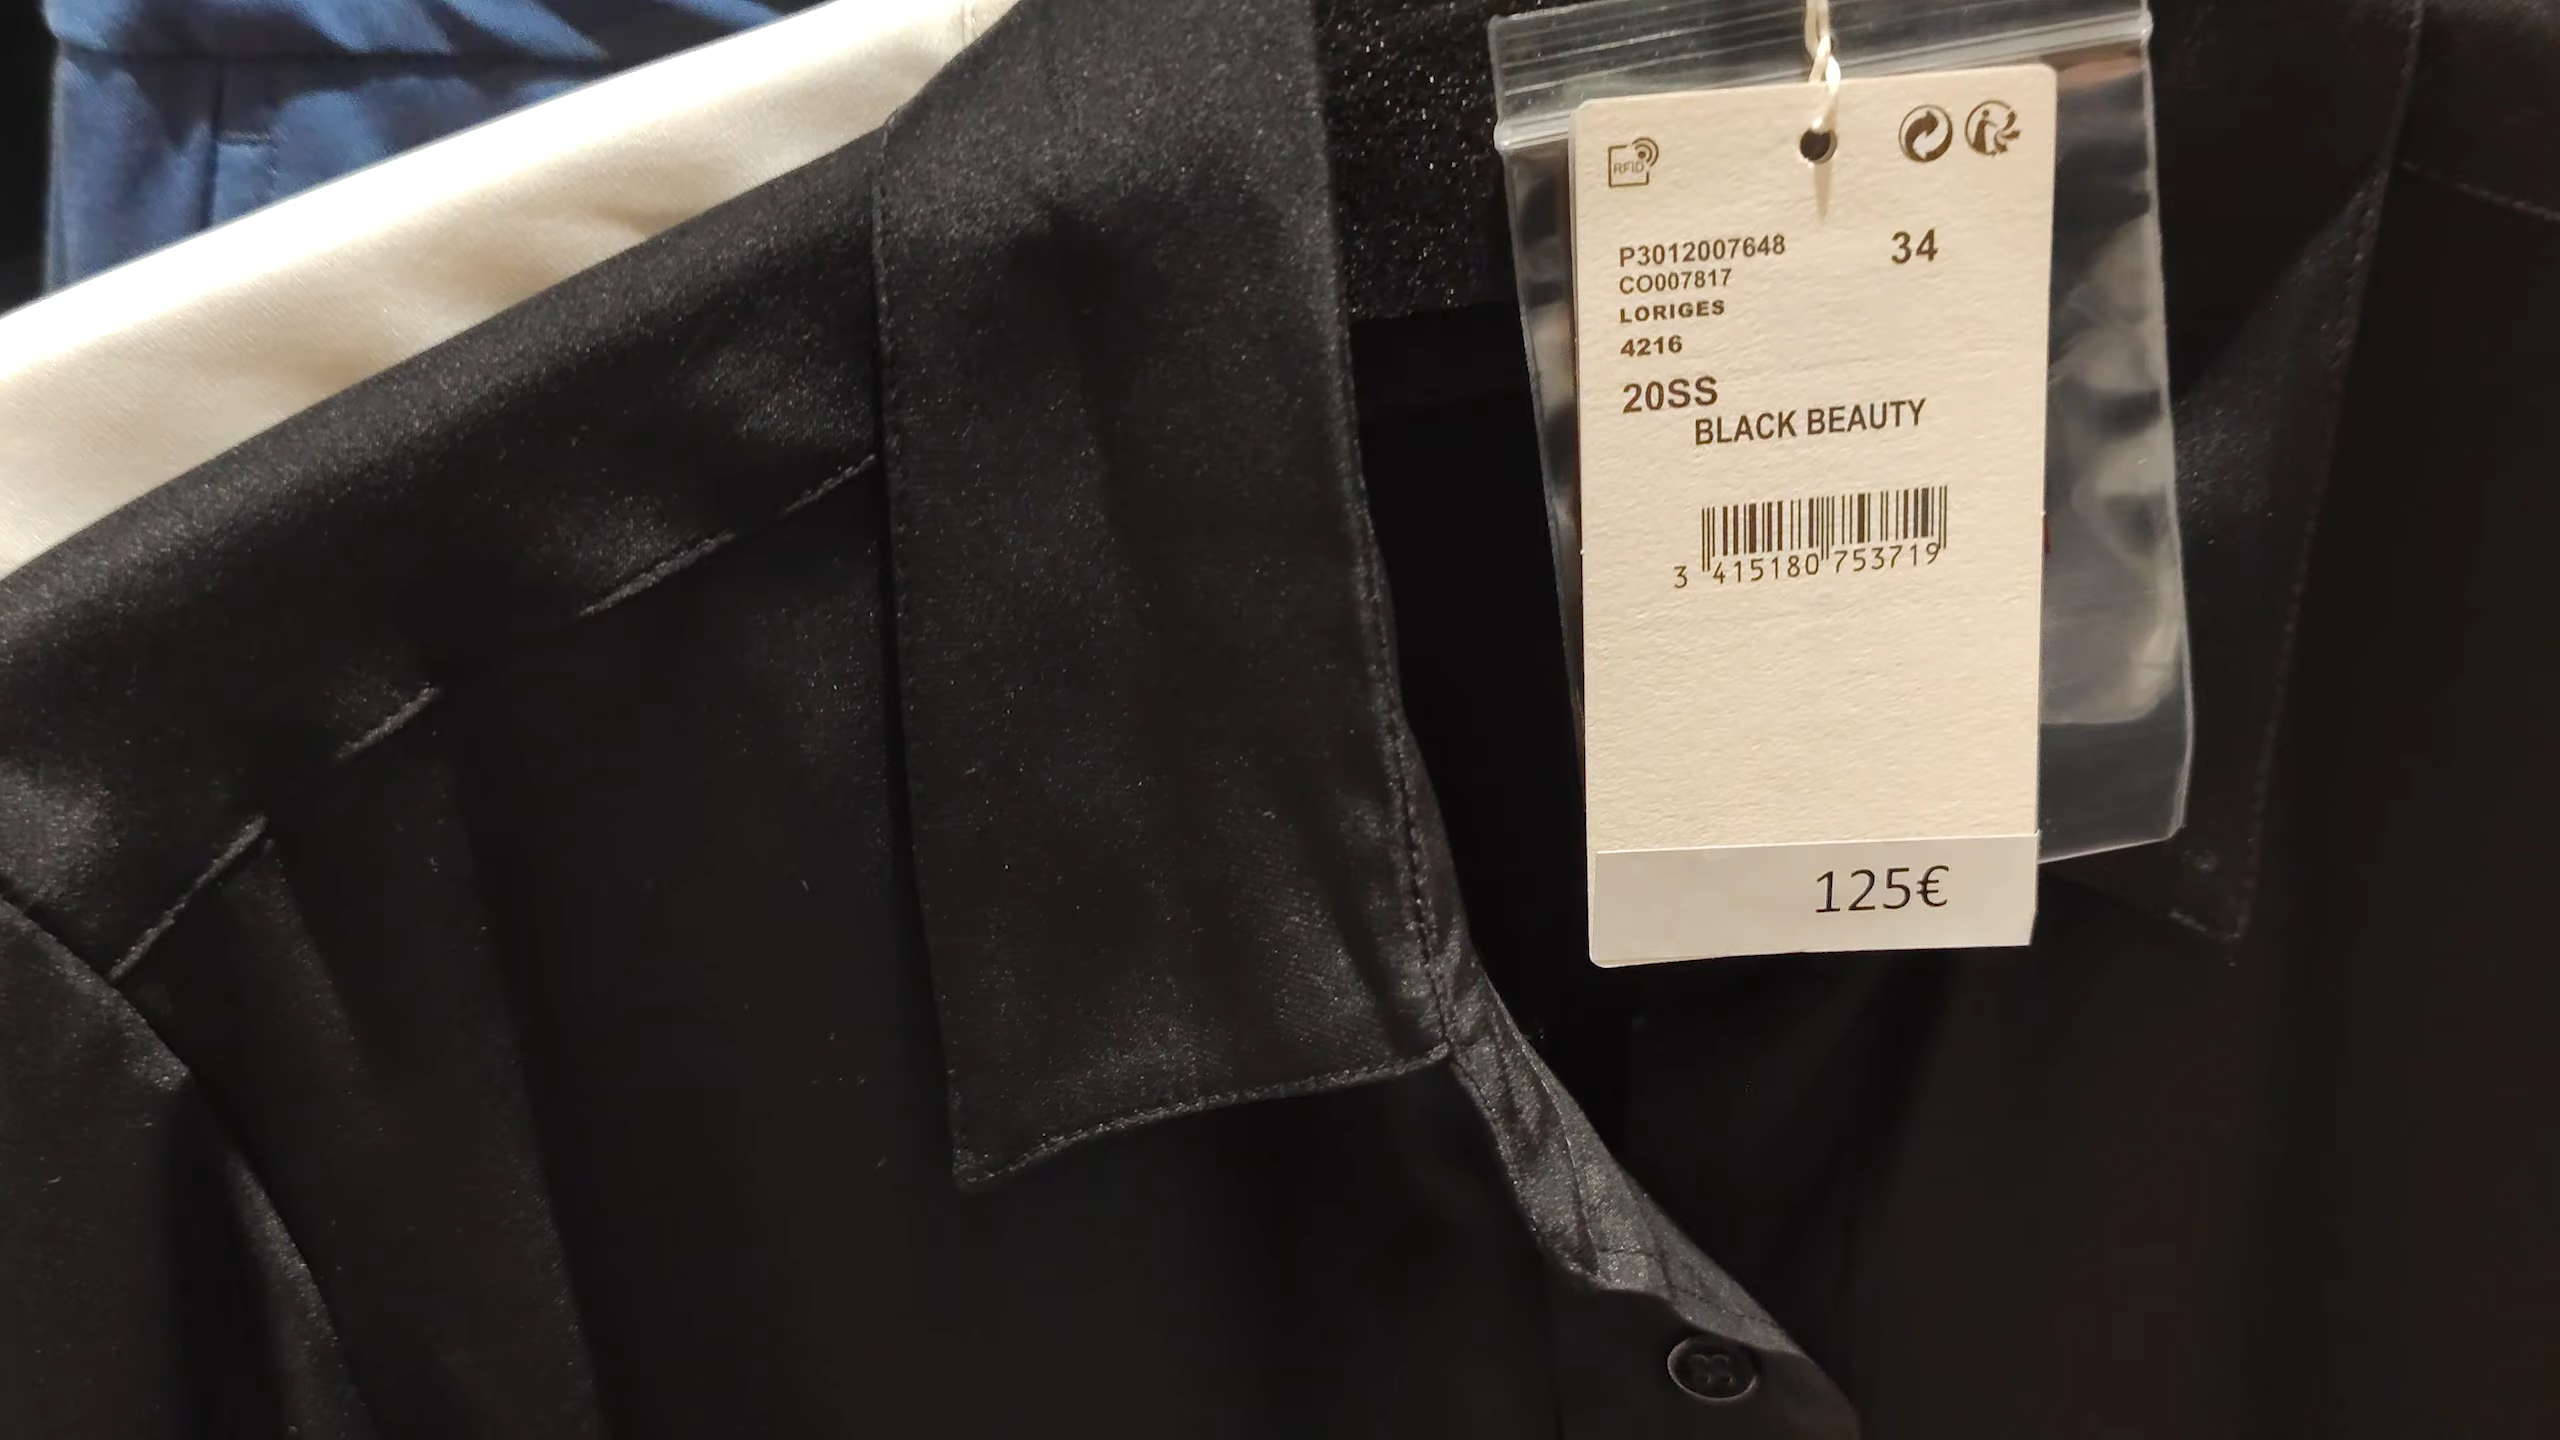 RFID
P3012007648 34
CO007817
LORIGES
4216
20SS
BLACK BEAUTY
3 415180 753719
125€